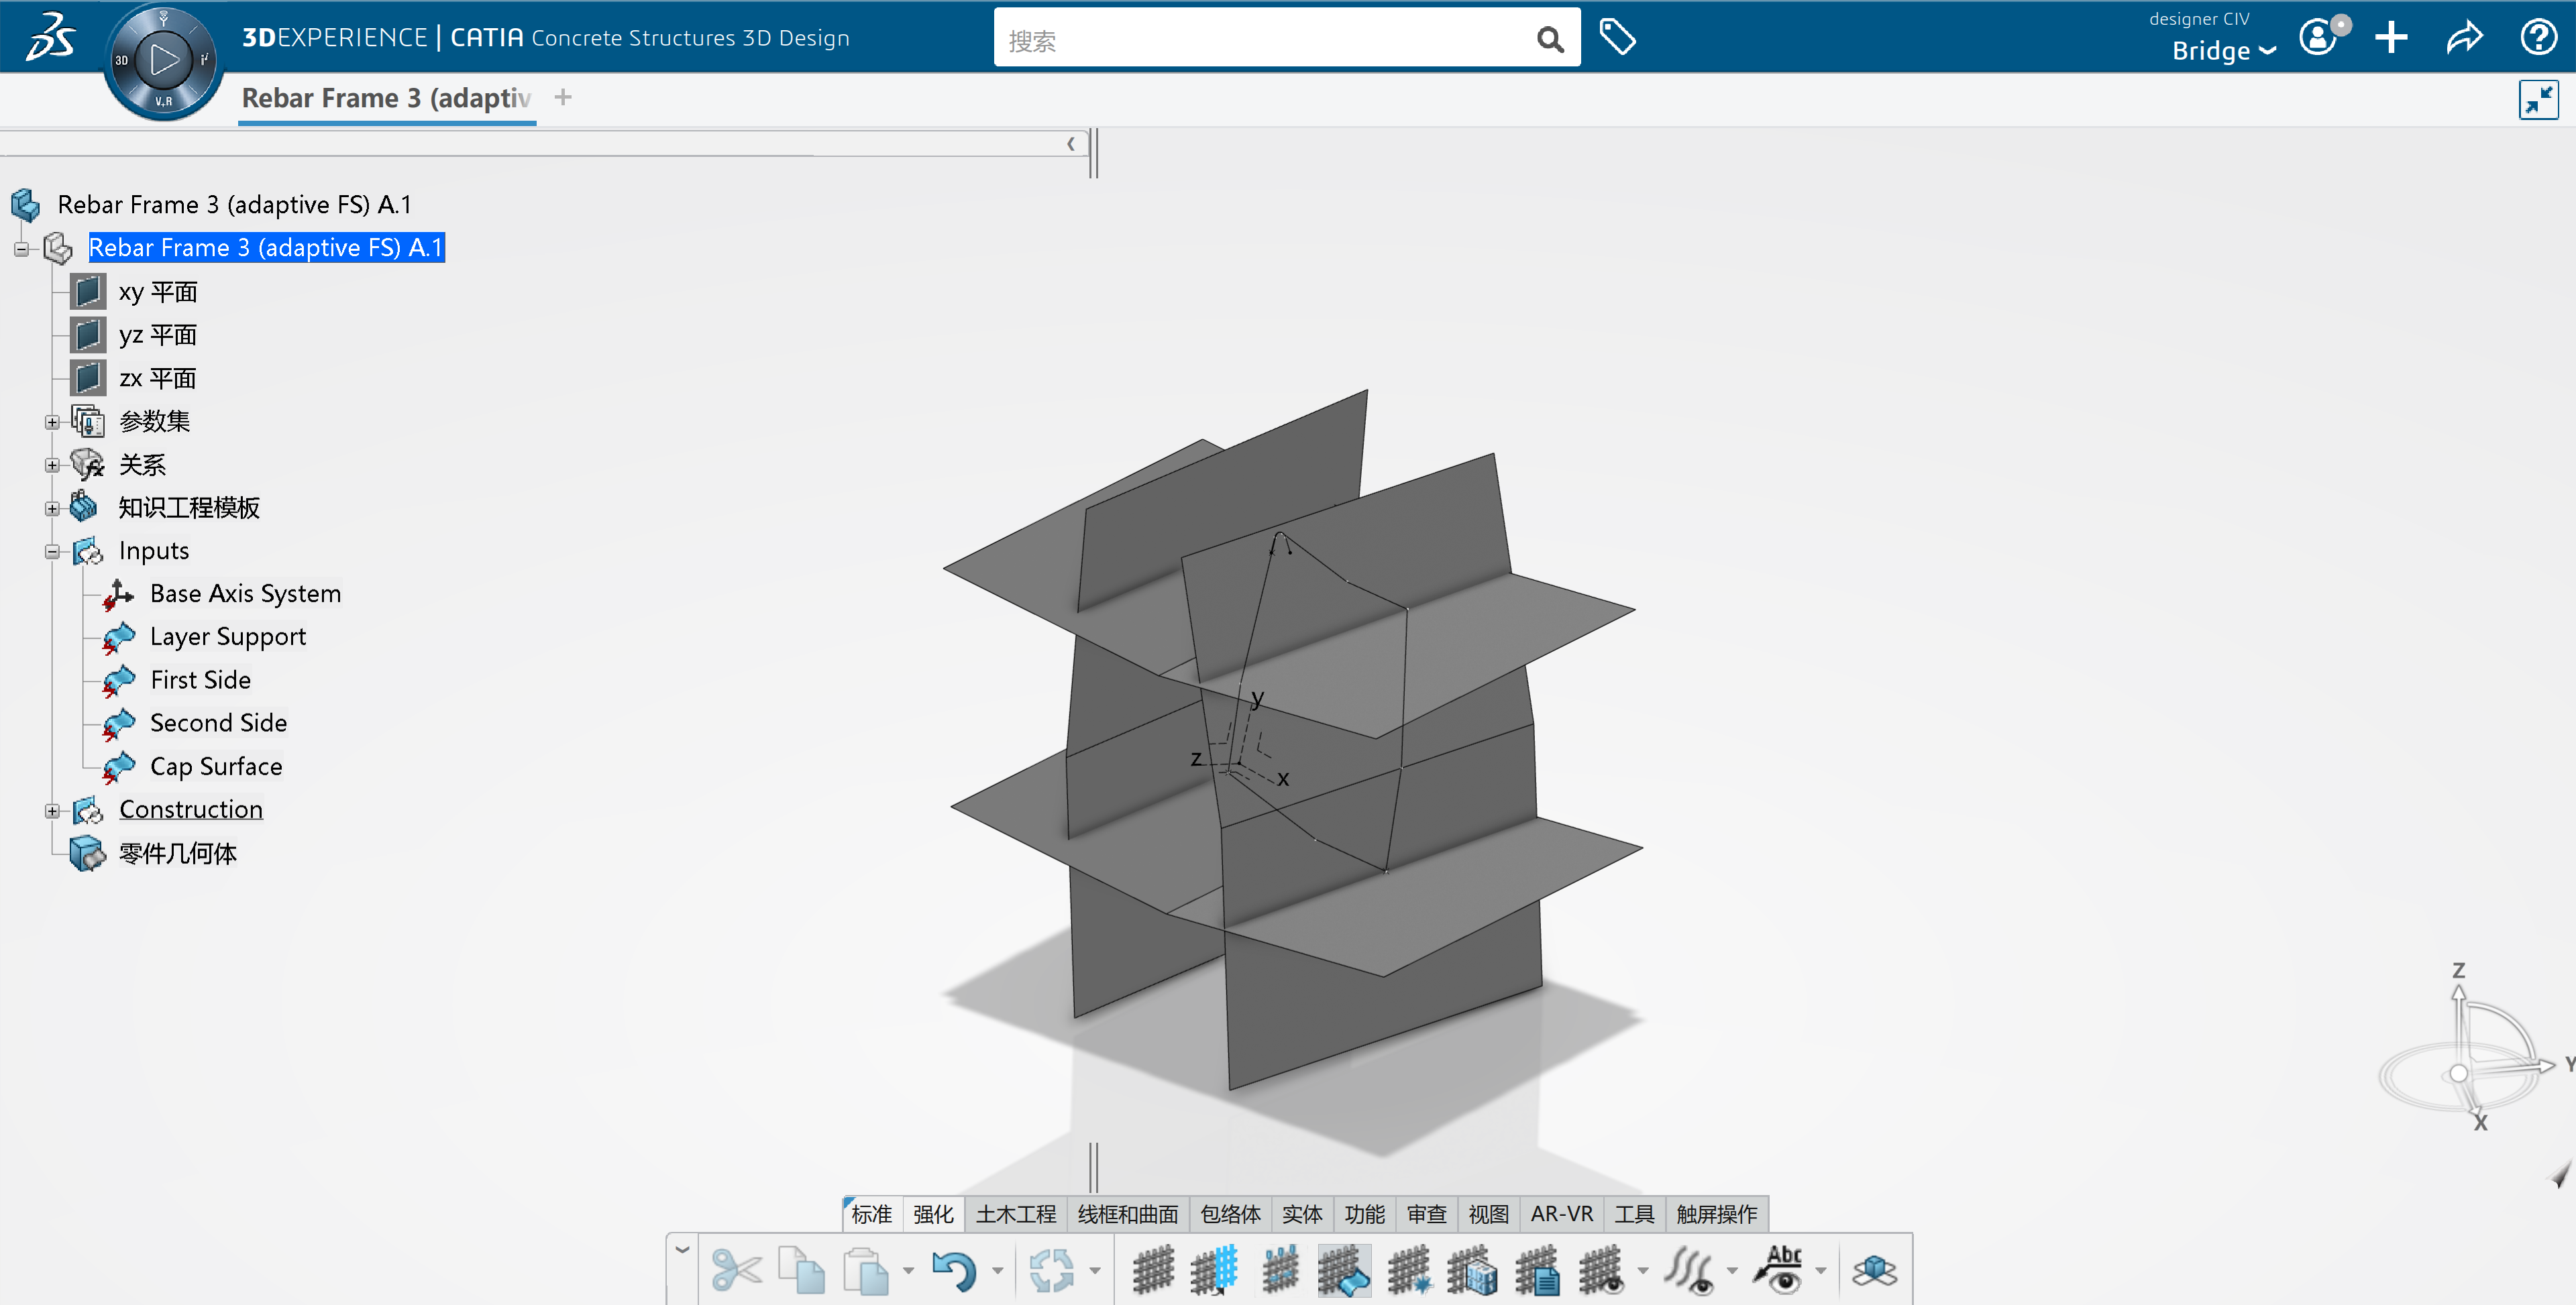 3DEXPERIENCE | CATIA Concrete Structures 3D Design
搜索
designer CIV
Bridge
3D
V,R
Rebar Frame 3 (adaptiv
Rebar Frame 3 (adaptive FS) A.1
Rebar Frame 3 (adaptive FS) A.1
xy 平面
yz 平面
zx 平面
参数集
关系
知识工程模板
Inputs
Base Axis System
Layer Support
First Side
Second Side
Cap Surface
Construction
零件几何体
y
z
x
Z
Y
X
标准 强化 土木工程 线框和曲面 包络体 实体 功能 审查 视图 AR-VR 工具 触屏操作
Abc